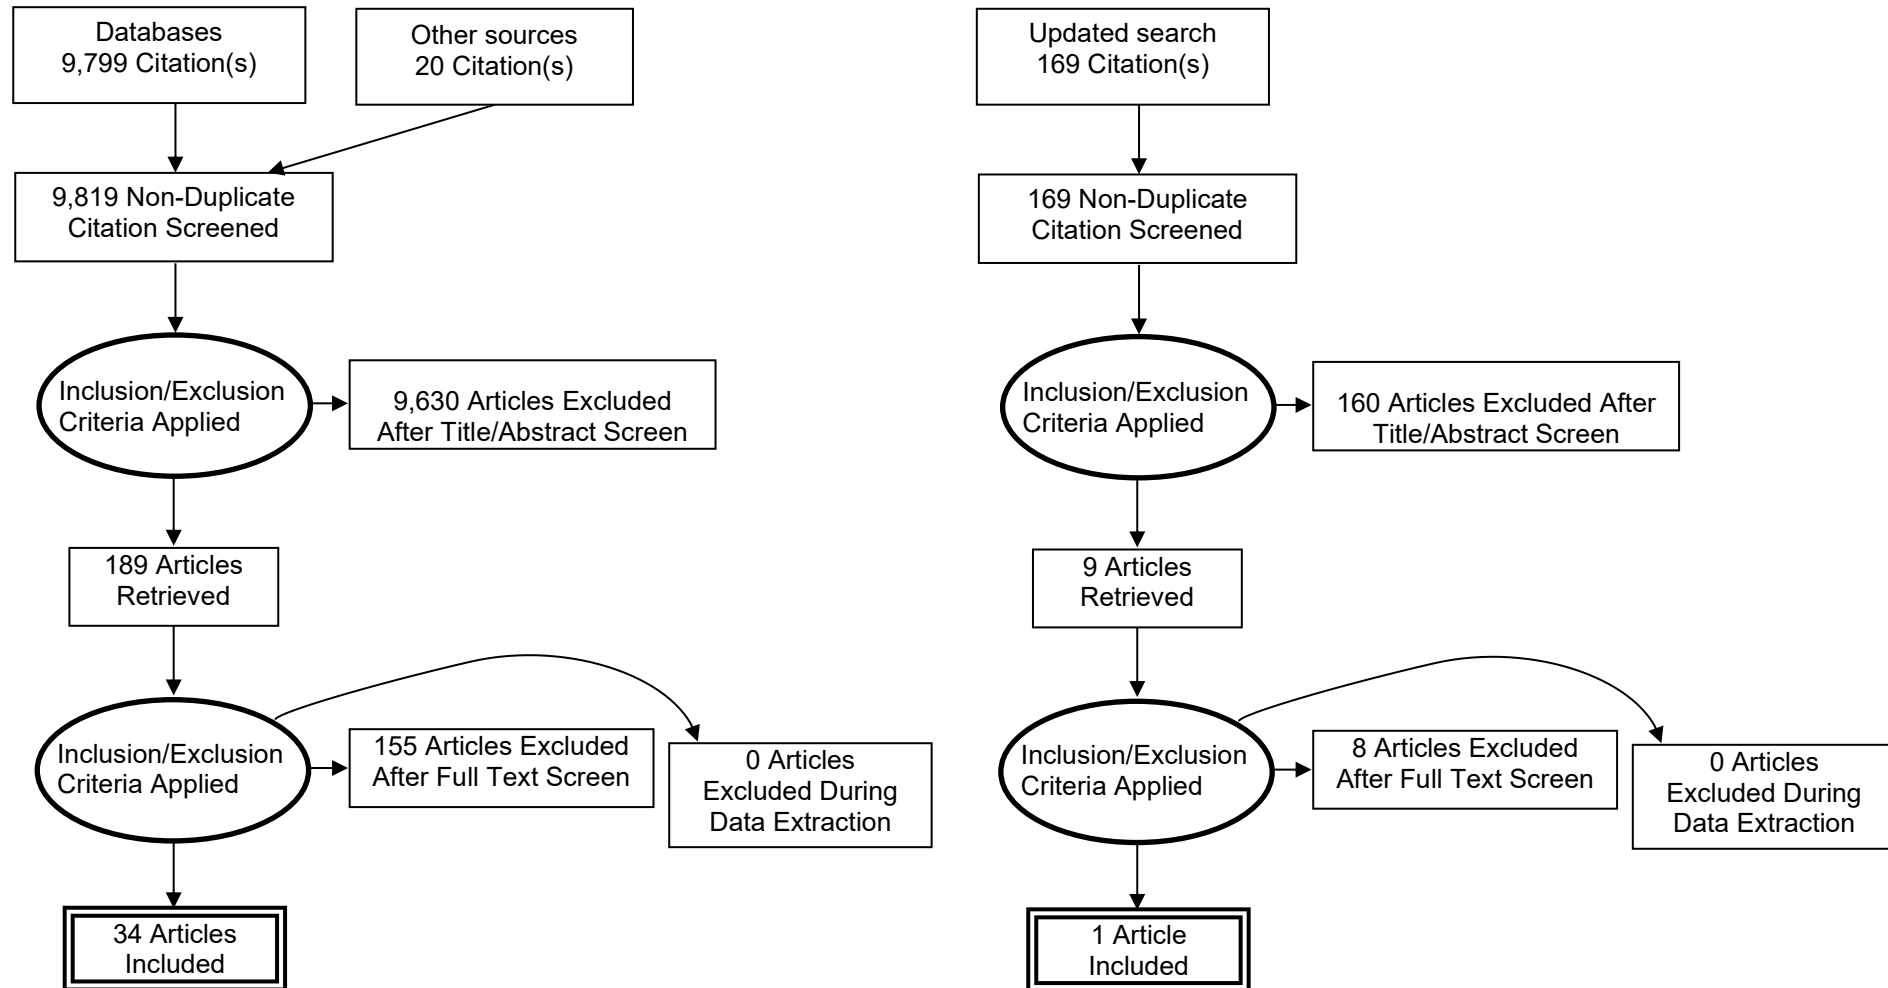 Databases
9,799 Citation(s)
Other sources
20 Citation(s)
9,819 Non-Duplicate
Citation Screened
Inclusion/Exclusion
Criteria Applied
9,630 Articles Excluded
After Title/Abstract Screen
189 Articles
Retrieved
Inclusion/Exclusion
Criteria Applied
155 Articles Excluded
After Full Text Screen
0 Articles
Excluded During
Data Extraction
34 Articles
Included
Updated search
169 Citation(s)
169 Non-Duplicate
Citation Screened
Inclusion/Exclusion
Criteria Applied
160 Articles Excluded After
Title/Abstract Screen
9 Articles
Retrieved
Inclusion/Exclusion
Criteria Applied
8 Articles Excluded
After Full Text Screen
0 Articles
Excluded During
Data Extraction
1 Article
Included